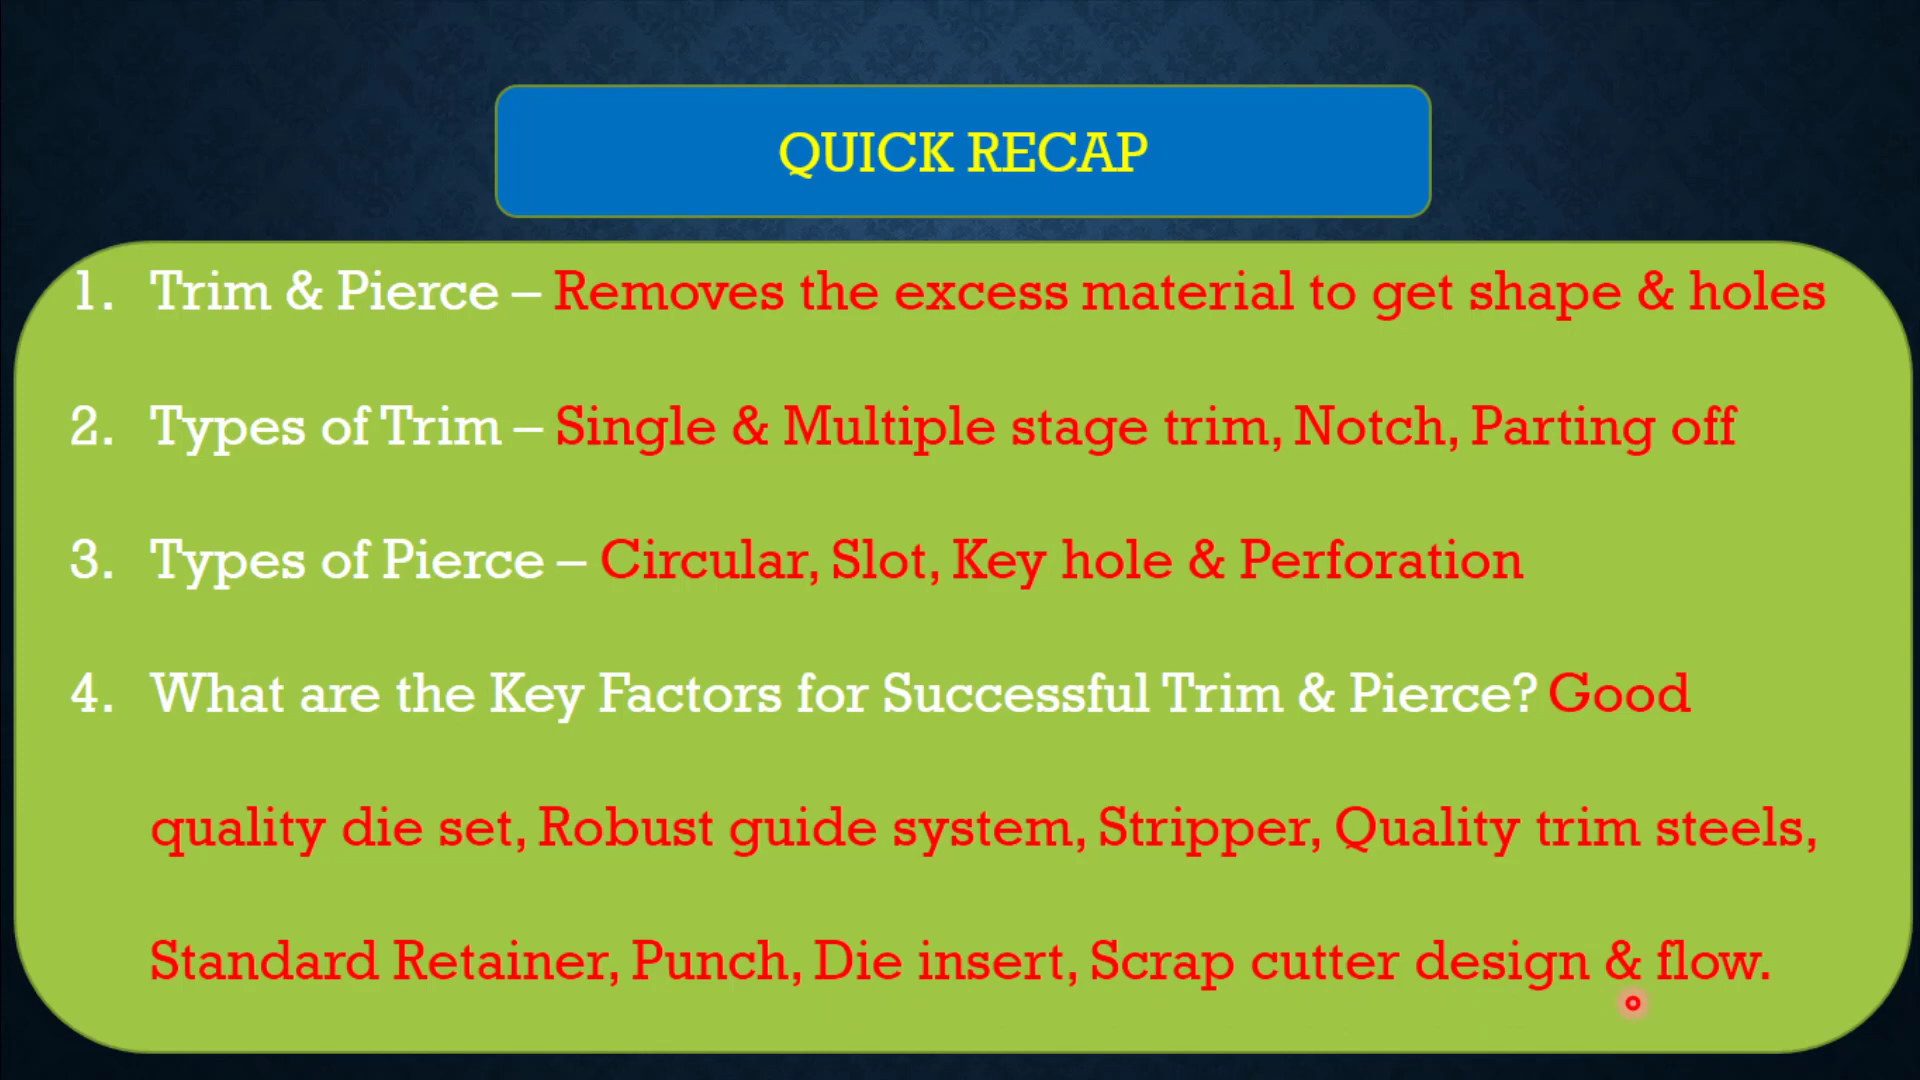 QUICK RECAP
1. Trim & Pierce – Removes the excess material to get shape & holes
2. Types of Trim – Single & Multiple stage trim, Notch, Parting off
3. Types of Pierce – Circular, Slot, Key hole & Perforation
4. What are the Key Factors for Successful Trim & Pierce? Good
quality die set, Robust guide system, Stripper, Quality trim steels,
Standard Retainer, Punch, Die insert, Scrap cutter design & flow.